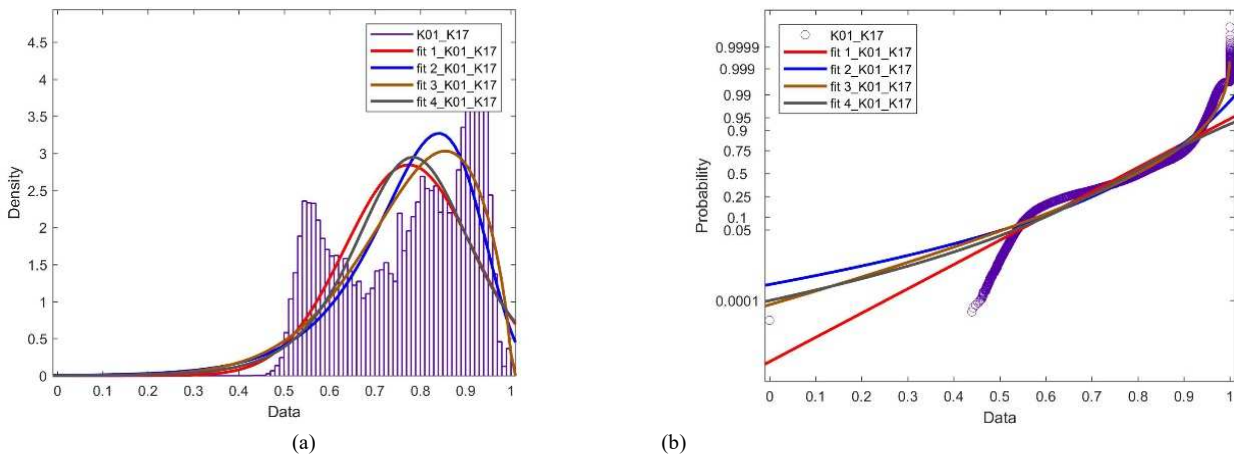 4.5
4
3.5
3
2.5
2
1.5
1
0.5
0
Density
K01_K17
fit 1_K01_K17
fit 2_K01_K17
fit 3_K01_K17
fit 4_K01_K17
0 0.1 0.2 0.3 0.4 0.5 0.6 0.7 0.8 0.9 1
Data
(a)
0.9999
0.999
0.99
0.95
0.9
0.75
0.5
0.25
0.1
0.05
0.0001
Probability
K01_K17
fit 1_K01_K17
fit 2_K01_K17
fit 3_K01_K17
fit 4_K01_K17
0 0.1 0.2 0.3 0.4 0.5 0.6 0.7 0.8 0.9 1
Data
(b)